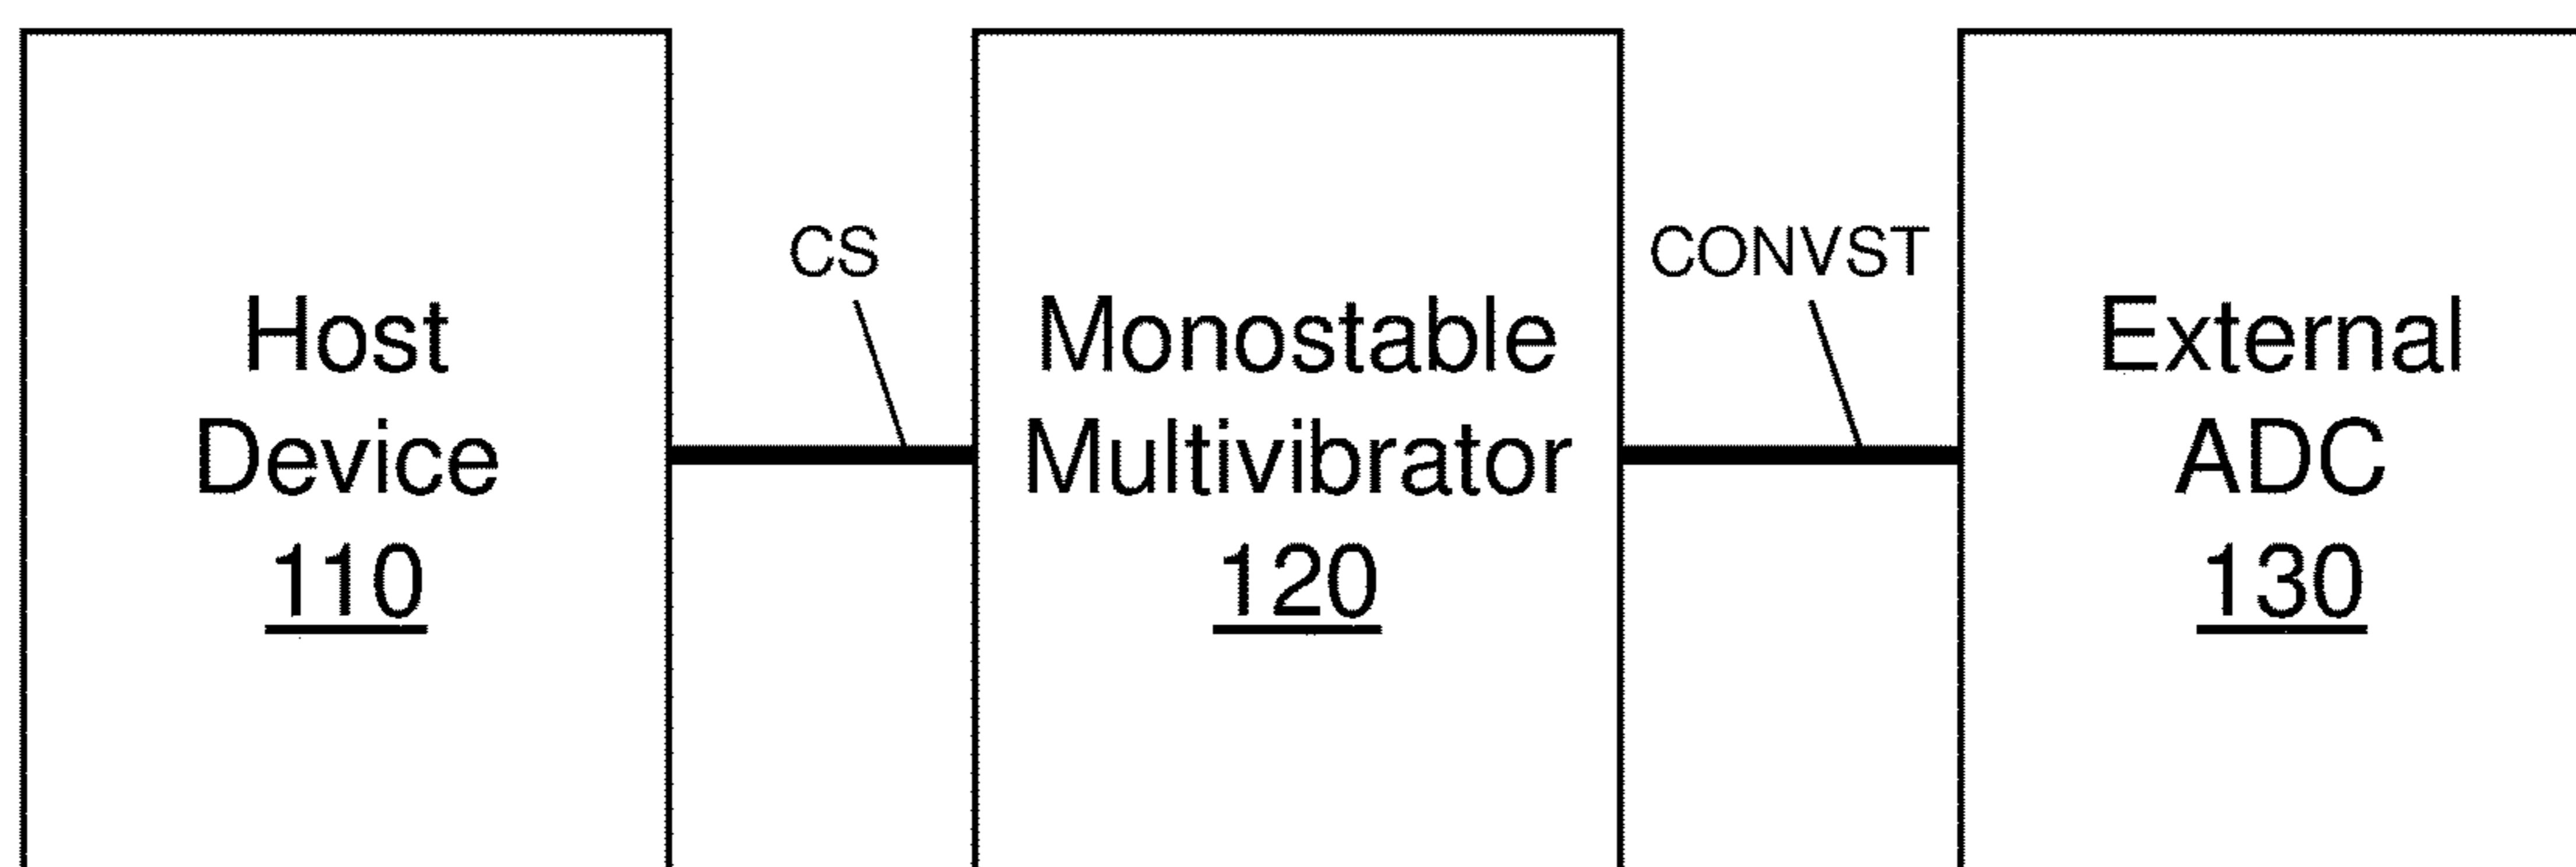 Host
Device
110
CS
Monostable
Multivibrator
120
CONVST
External
ADC
130